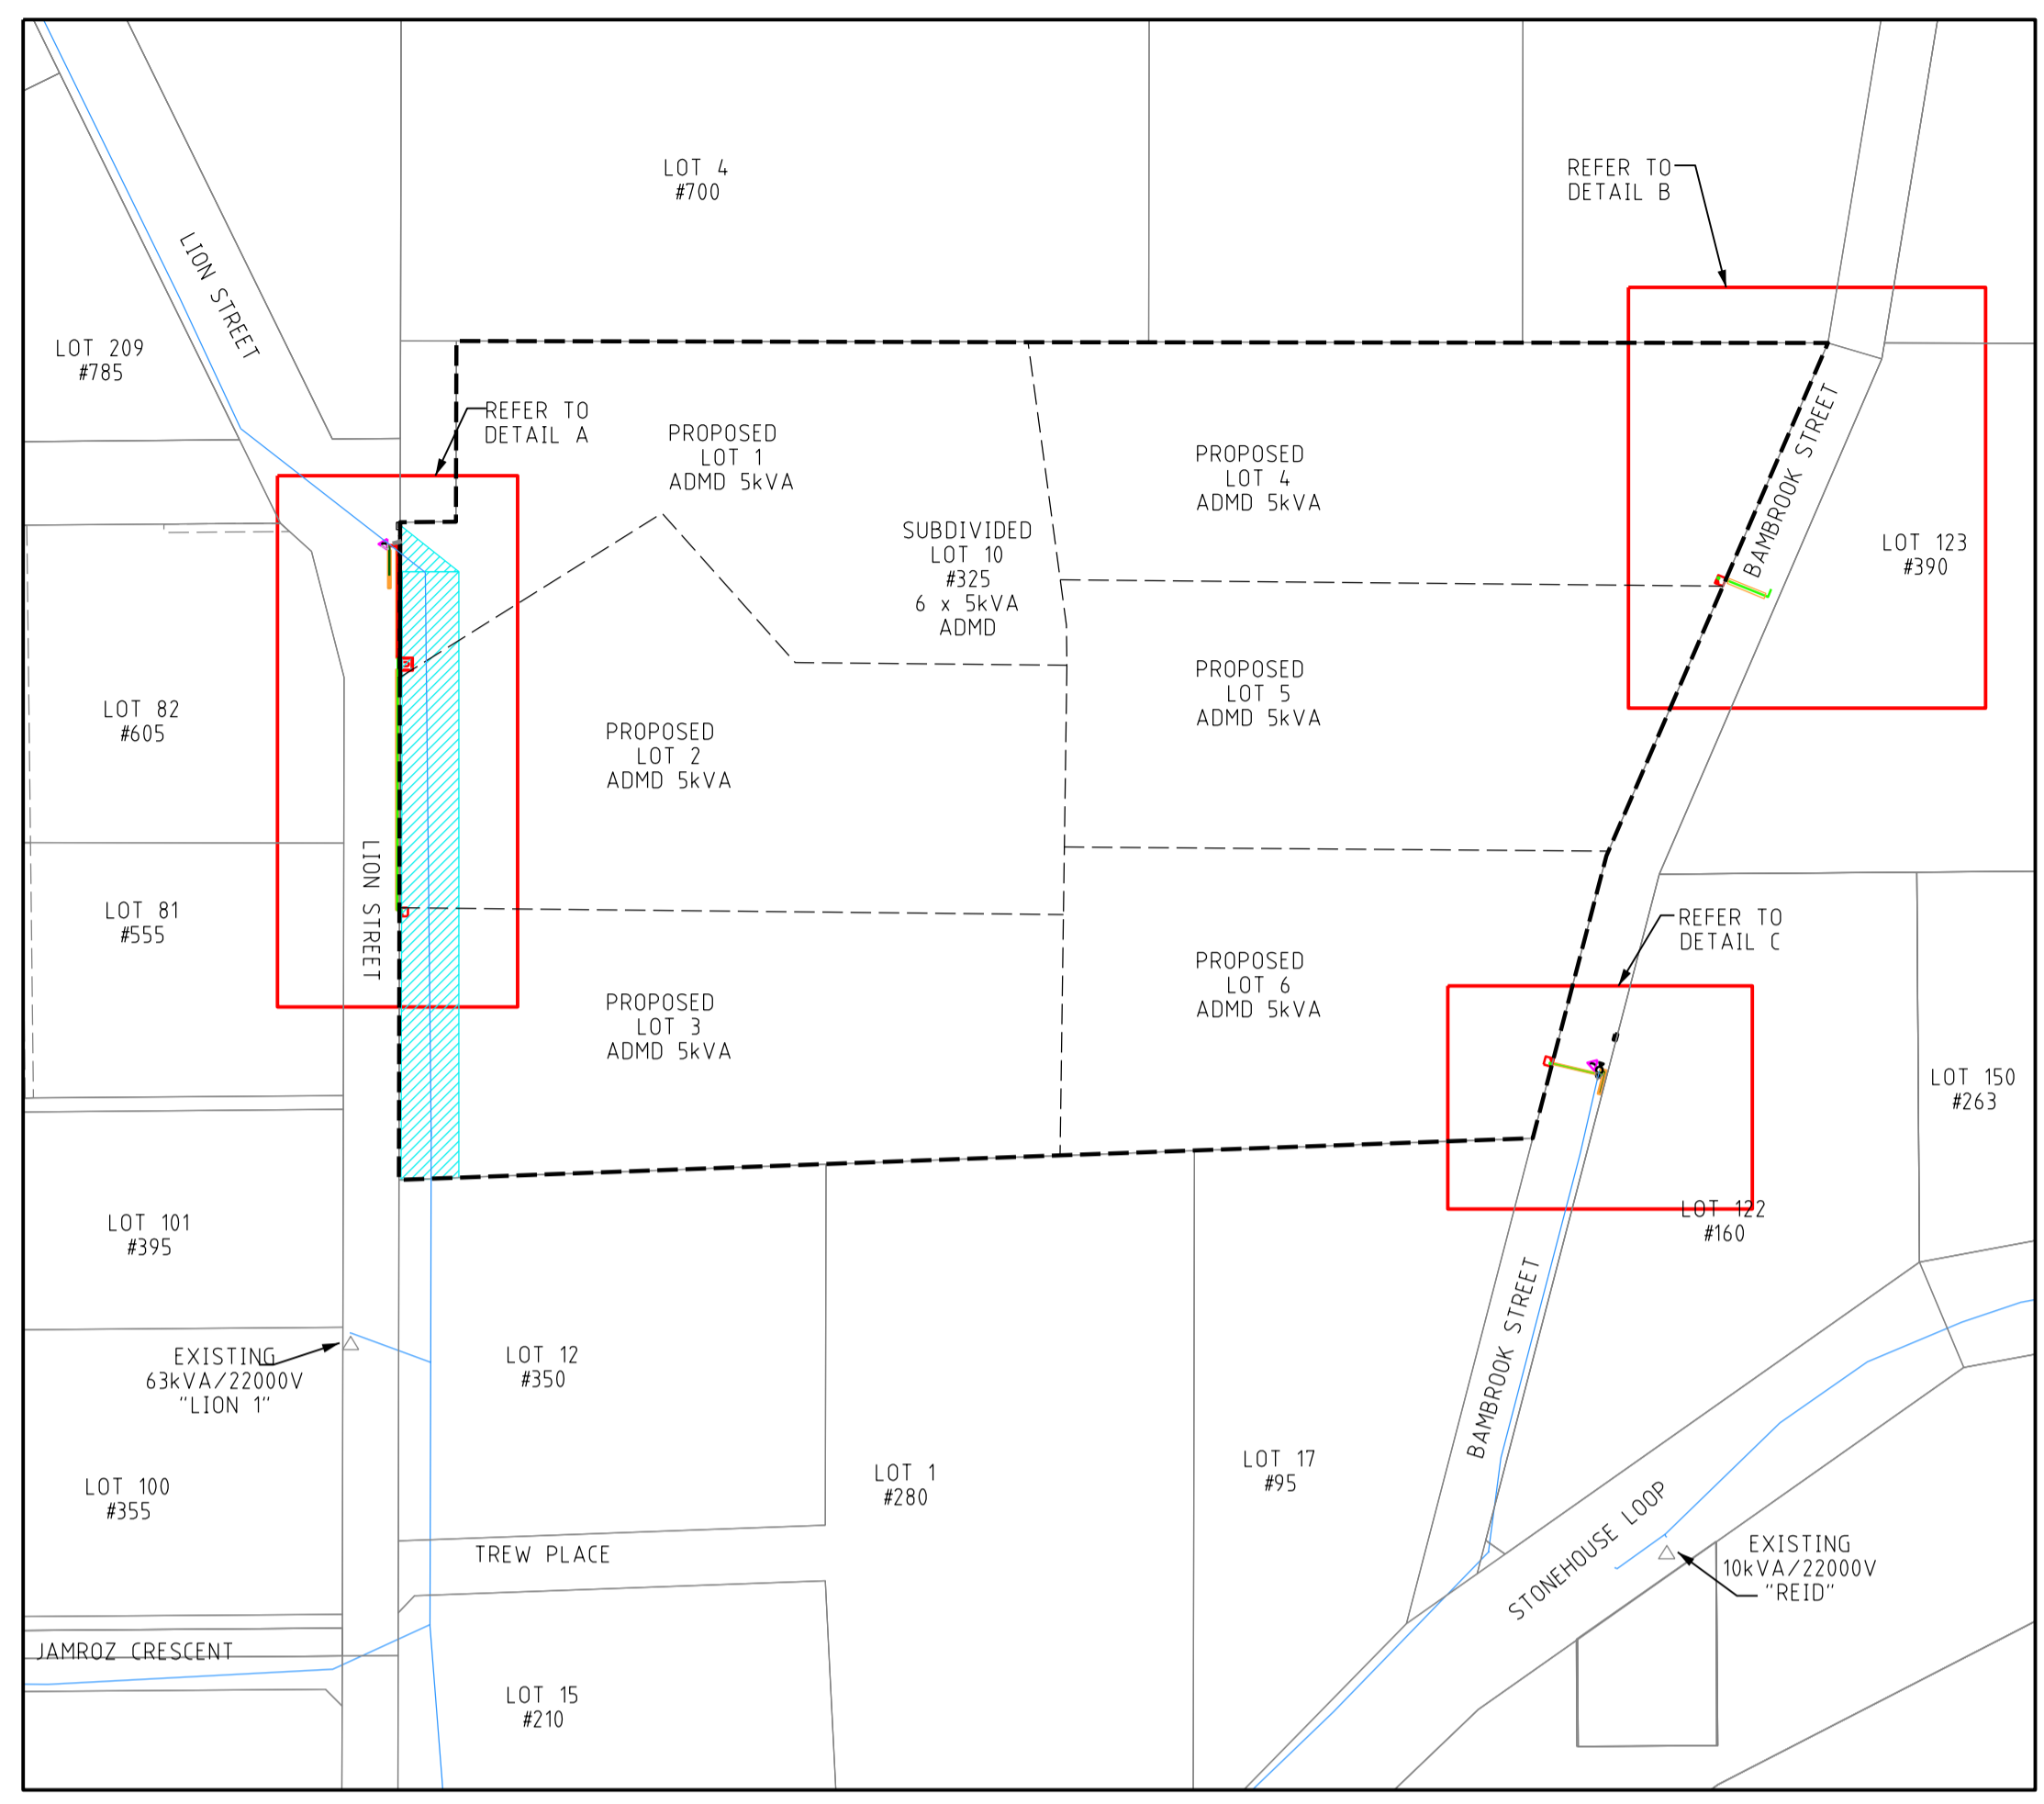 LOT 4
#700
REFER TO
DETAIL B
LION STREET
LOT 209
#785
REFER TO
DETAIL A
PROPOSED
LOT 1
ADMD 5kVA
PROPOSED
LOT 4
ADMD 5kVA
BAMBROOK STREET
SUBDIVIDED
LOT 10
#325
6 x 5kVA
ADMD
LOT 123
#390
LOT 82
#605
PROPOSED
LOT 2
ADMD 5kVA
PROPOSED
LOT 5
ADMD 5kVA
LION STREET
LOT 81
#555
REFER TO
DETAIL C
PROPOSED
LOT 3
ADMD 5kVA
PROPOSED
LOT 6
ADMD 5kVA
LOT 150
#263
LOT 101
#395
LOT 122
#160
EXISTING
63kVA/22000V
"LION 1"
LOT 12
#350
BAMBROOK STREET
LOT 100
#355
LOT 1
#280
LOT 17
#95
TREW PLACE
STONEHOUSE LOOP
EXISTING
10kVA/22000V
"REID"
JAMROZ CRESCENT
LOT 15
#210